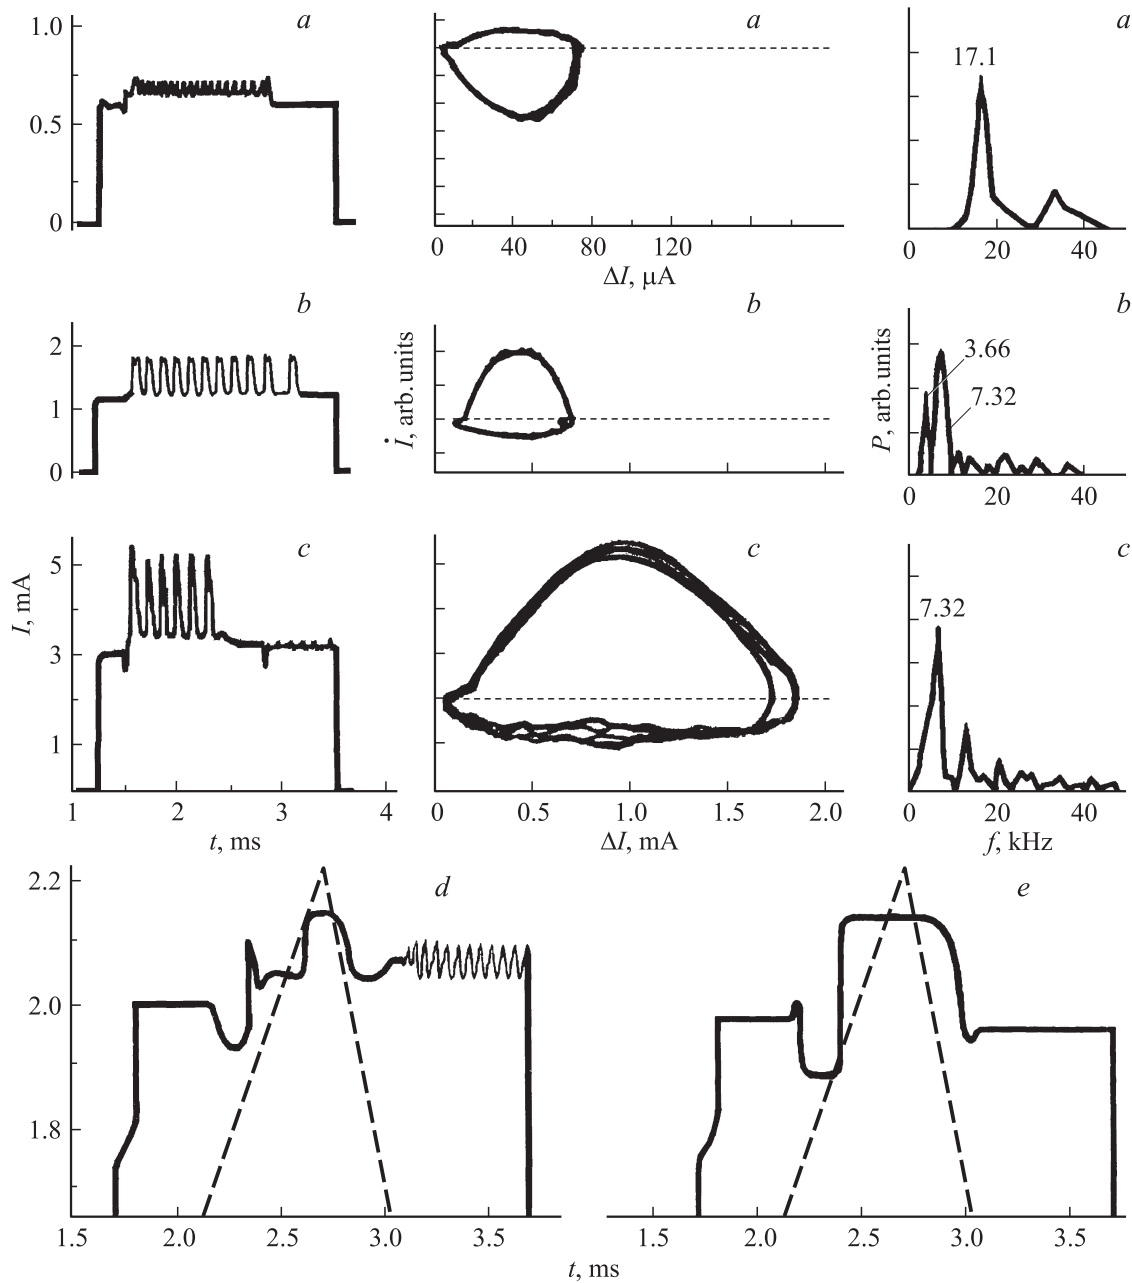 1.0
0.5
0
a
a
0 40 80 120
ΔI, μA
a
17.1
0 20 40
b
2
1
0
b
İ, arb. units
b
3.66
7.32
P, arb. units
0 20 40
c
5
3
1
I, mA
1 2 3 4
t, ms
c
0 0.5 1.0 1.5 2.0
ΔI, mA
c
7.32
0 20 40
f, kHz
d
2.2
2.0
1.8
1.5 2.0 2.5 3.0 3.5
e
1.5 2.0 2.5 3.0 3.5
t, ms